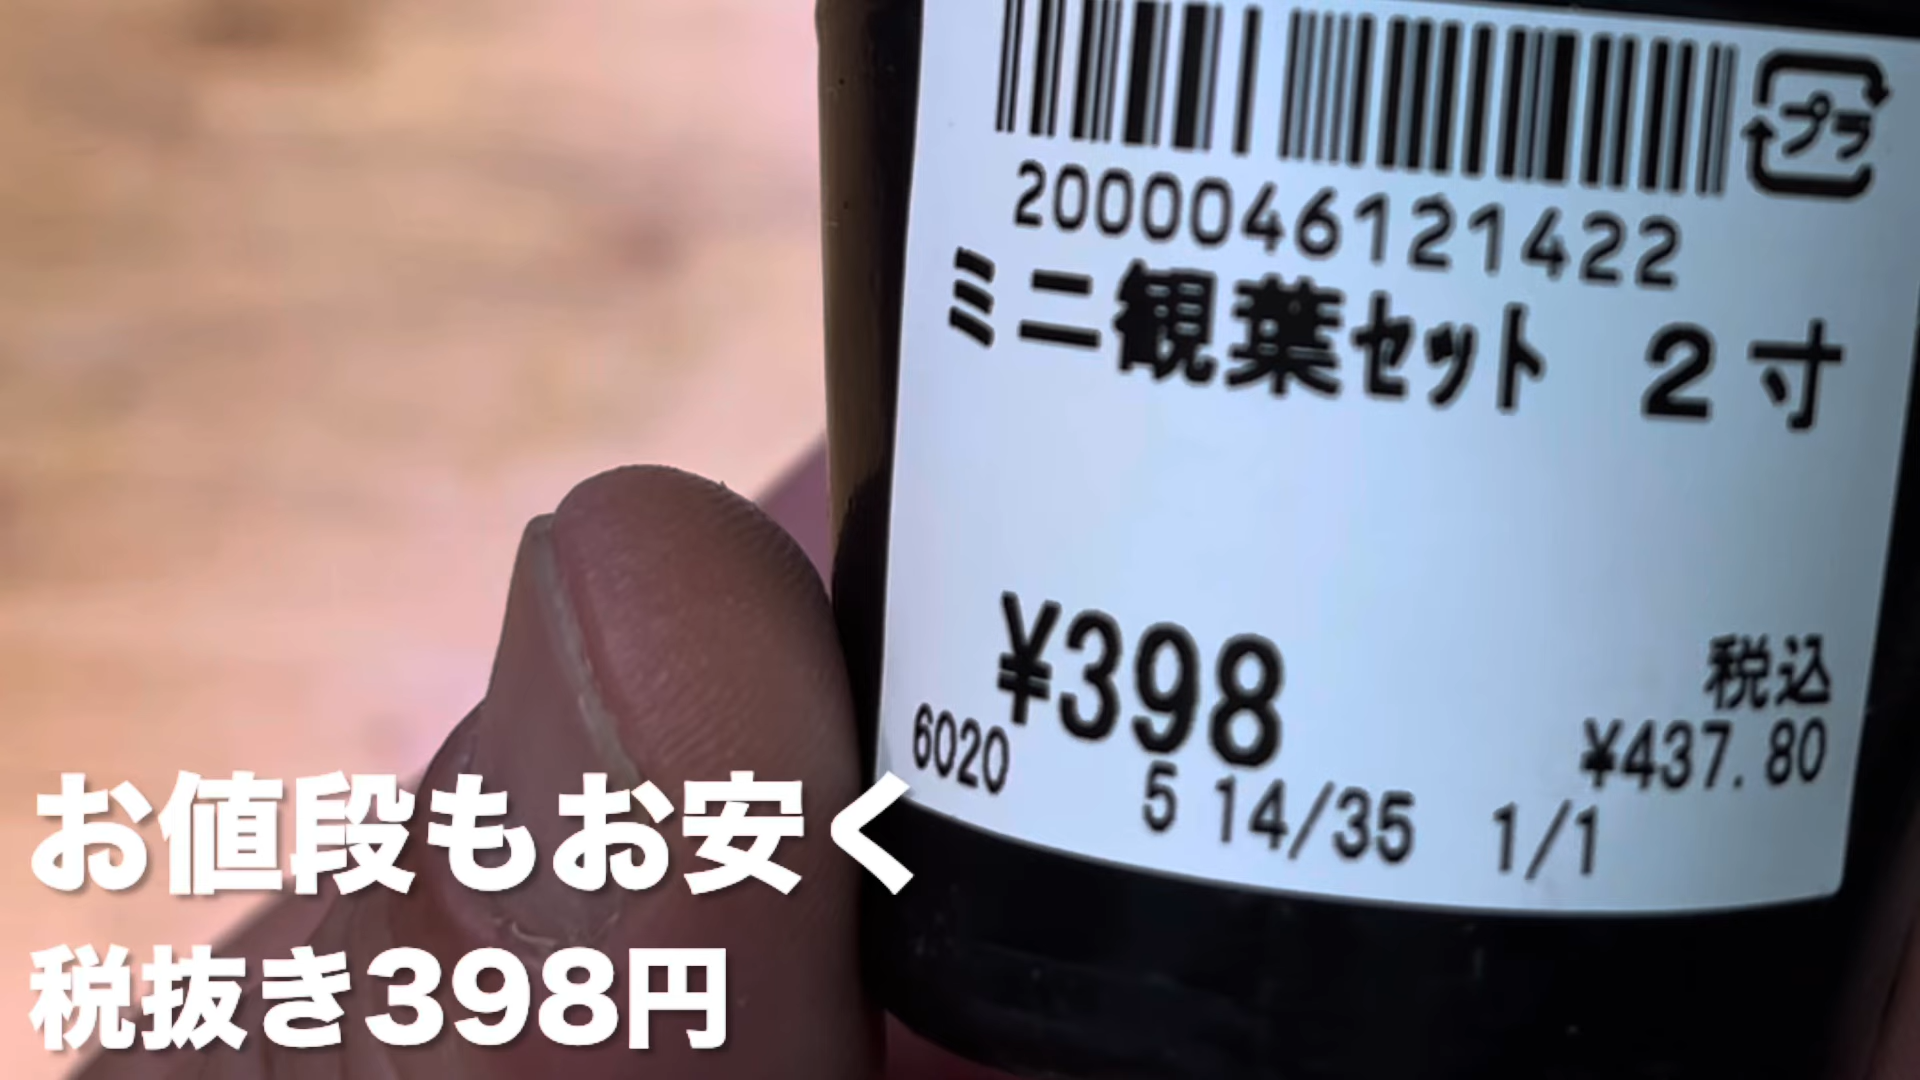 プラ
2000046121422
ミニ観葉セット 2寸
¥398
税込
¥437.80
6020
5 14/35 1/1
お値段もお安く
税抜き398円